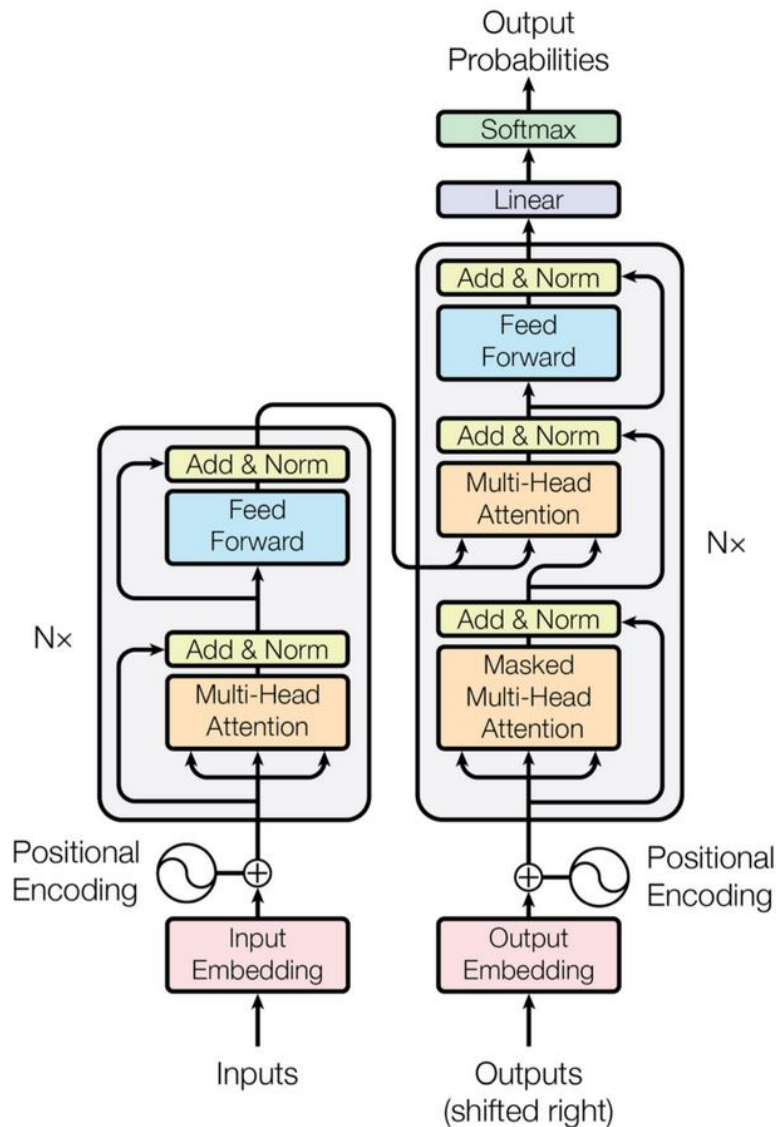 Output
Probabilities
Softmax
Linear
Add & Norm
Feed
Forward
Add & Norm
Multi-Head
Attention
Add & Norm
Masked
Multi-Head
Attention
N×
Add & Norm
Feed
Forward
Add & Norm
Multi-Head
Attention
N×
Positional
Encoding
Positional
Encoding
Input
Embedding
Output
Embedding
Inputs
Outputs
(shifted right)